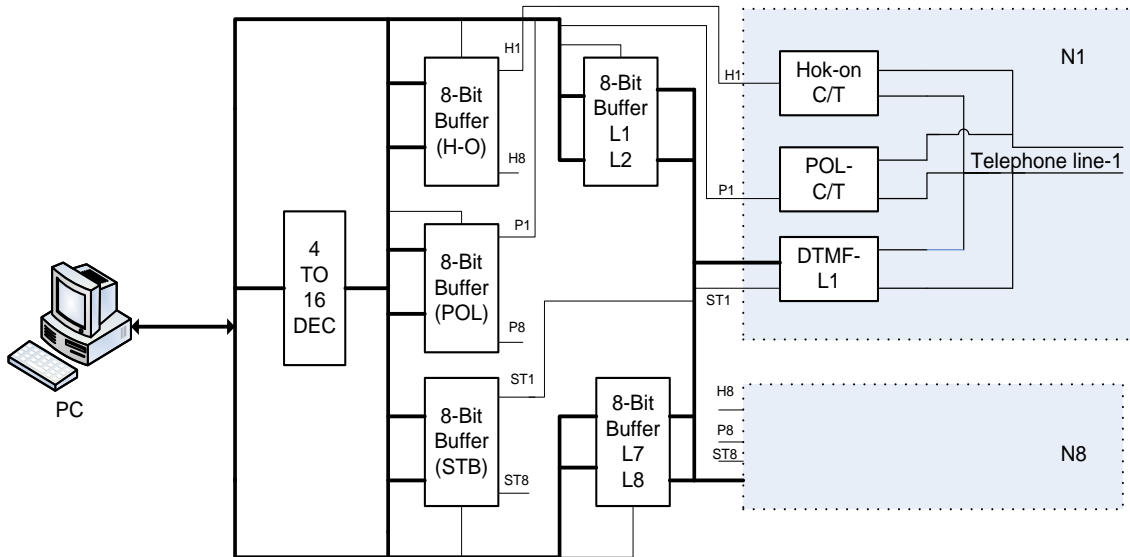 PC
4
TO
16
DEC
8-Bit
Buffer
(H-O)
H1
H8
8-Bit
Buffer
(POL)
P1
P8
8-Bit
Buffer
(STB)
ST1
ST8
8-Bit
Buffer
L1
L2
8-Bit
Buffer
L7
L8
N1
H1
Hok-on
C/T
P1
POL-
C/T
Telephone line-1
ST1
DTMF-
L1
H8
P8
ST8
N8